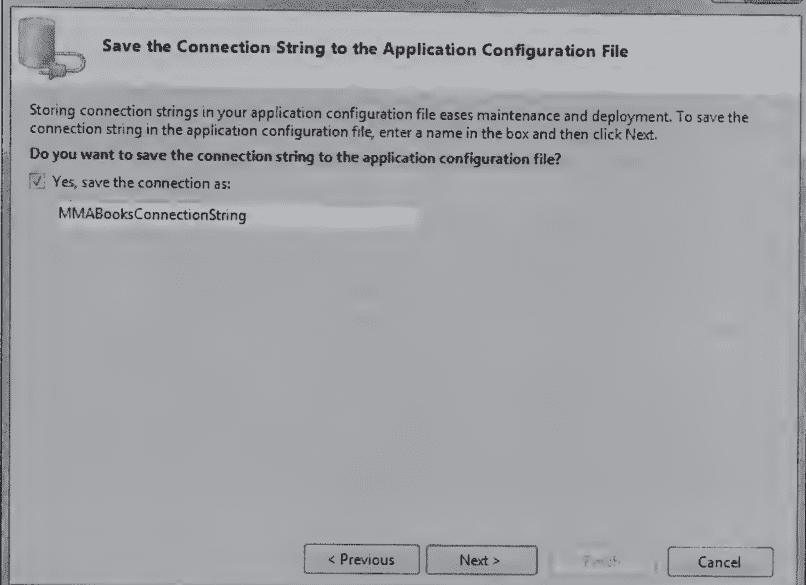 Save the Connection String to the Application Configuration File
Storing connection strings in your application configuration file eases maintenance and deployment. To save the
connection string in the application configuration file, enter a name in the box and then click Next.
Do you want to save the connection string to the application configuration file?
Yes, save the connection as:
MMABooksConnectionString
< Previous
Next >
Finish
Cancel